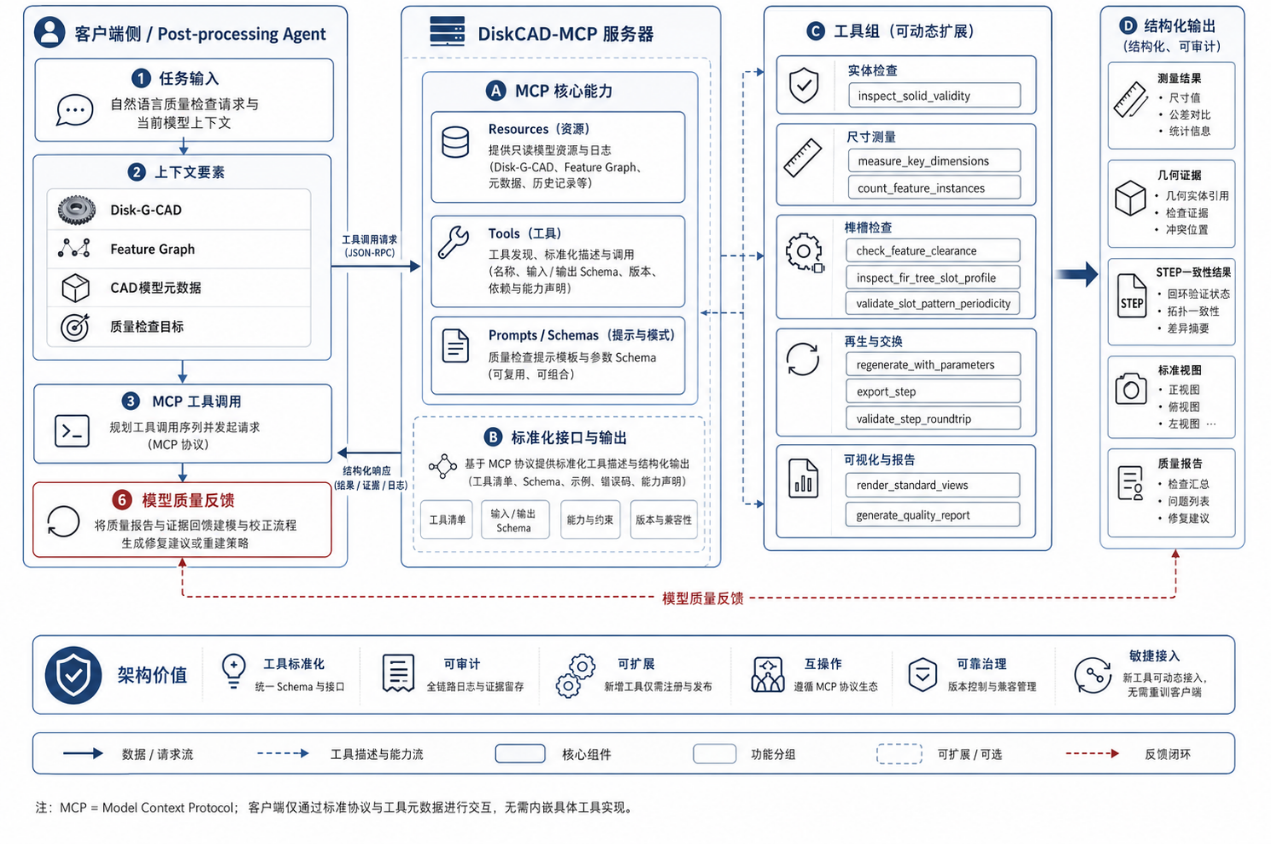 客户端侧 / Post-processing Agent
1 任务输入
自然语言质量检查请求与
当前模型上下文
2 上下文要素
Disk-G-CAD
Feature Graph
CAD模型元数据
质量检查目标
3 MCP 工具调用
规划工具调用序列并发起请求
(MCP 协议)
6 模型质量反馈
将质量报告与证据回馈建模与校正流程
生成修复建议或重建策略
工具调用请求
(JSON-RPC)
结构化响应
(结果 / 证据 / 日志)
DiskCAD-MCP 服务器
A MCP 核心能力
Resources（资源）
提供只读模型资源与日志
(Disk-G-CAD、Feature Graph、
元数据、历史记录等)
Tools（工具）
工具发现、标准化描述与调用
(名称、输入 / 输出 Schema、版本、
依赖与能力声明)
Prompts / Schemas（提示与模式）
质量检查提示模板与参数 Schema
(可复用、可组合)
B 标准化接口与输出
基于 MCP 协议提供标准化工具描述与结构化输出
(工具清单、Schema、示例、错误码、能力声明)
工具清单
输入 / 输出
Schema
能力与约束
版本与兼容性
C 工具组（可动态扩展）
实体检查
inspect_solid_validity
尺寸测量
measure_key_dimensions
count_feature_instances
榫槽检查
check_feature_clearance
inspect_fir_tree_slot_profile
validate_slot_pattern_periodicity
再生与交换
regenerate_with_parameters
export_step
validate_step_roundtrip
可视化与报告
render_standard_views
generate_quality_report
D 结构化输出
(结构化、可审计)
测量结果
• 尺寸值
• 公差对比
• 统计信息
几何证据
• 几何实体引用
• 检查证据
• 冲突位置
STEP
STEP一致性结果
• 回环验证状态
• 拓扑一致性
• 差异摘要
标准视图
• 正视图
• 俯视图
• 左视图 ···
质量报告
• 检查汇总
• 问题列表
• 修复建议
模型质量反馈
架构价值
工具标准化
统一 Schema 与接口
可审计
全链路日志与证据留存
可扩展
新增工具仅需注册与发布
互操作
遵循 MCP 协议生态
可靠治理
版本控制与兼容管理
敏捷接入
新工具可动态接入，
无需重训客户端
数据 / 请求流
工具描述与能力流
核心组件
功能分组
可扩展 / 可选
反馈闭环
注：MCP = Model Context Protocol； 客户端仅通过标准协议与工具元数据进行交互，无需内嵌具体工具实现。